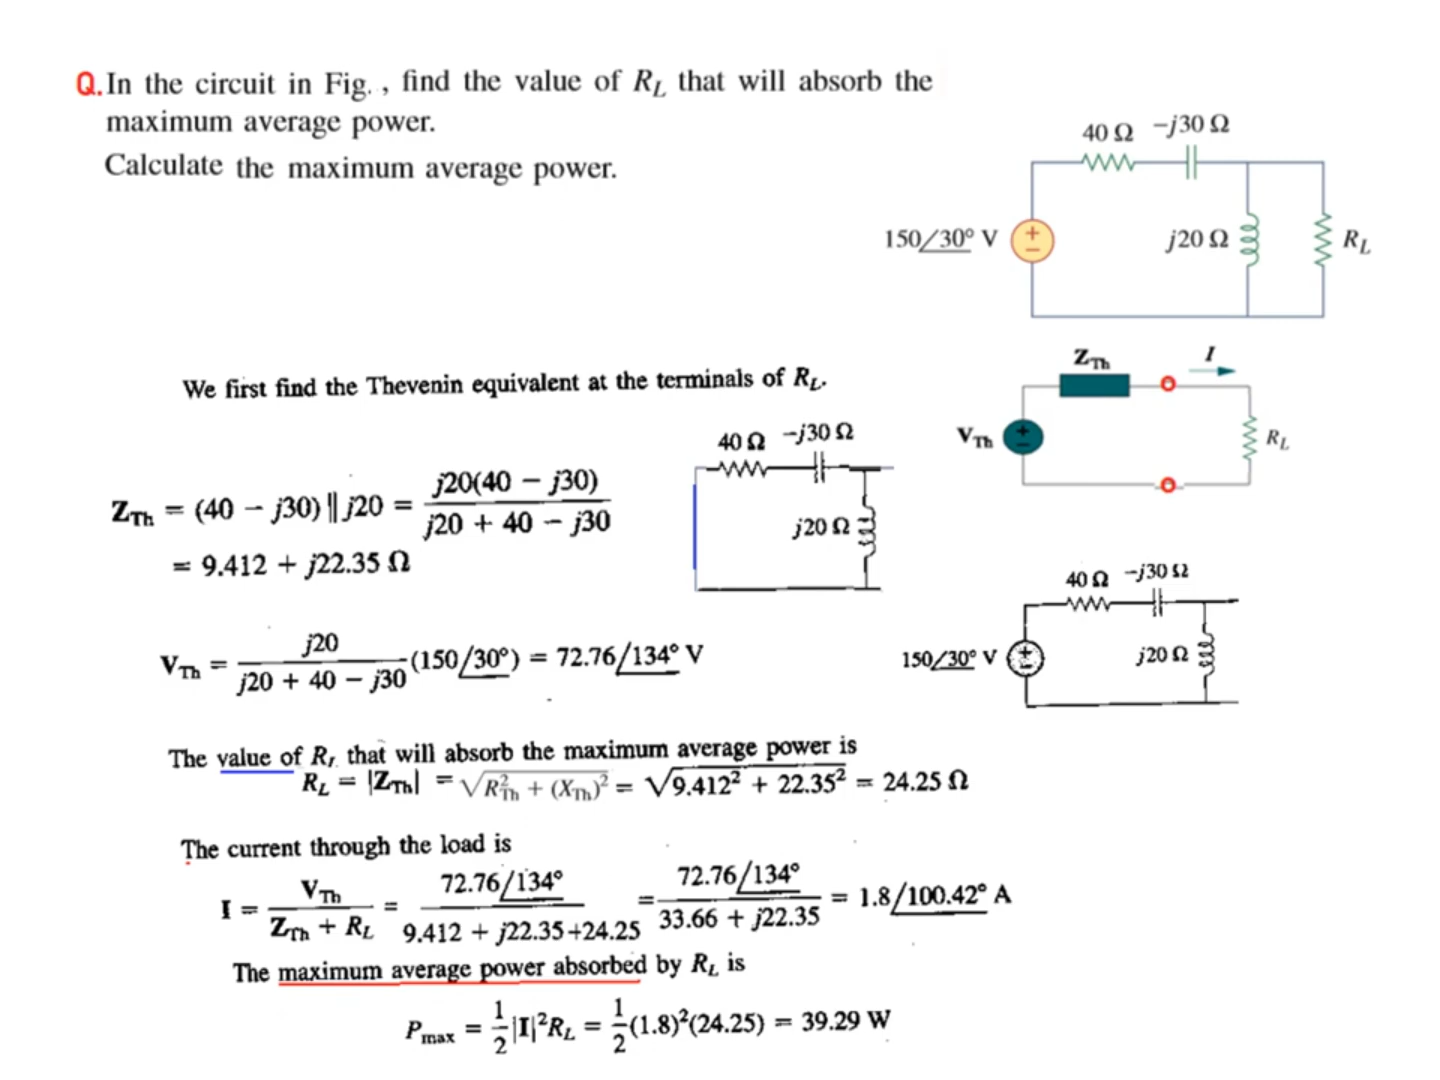 Q. In the circuit in Fig. , find the value of R_L that will absorb the
maximum average power.
Calculate the maximum average power.
40 Ω −j30 Ω
150/30° V
+
−
j20 Ω
R_L
We first find the Thevenin equivalent at the terminals of R_L.
Z_Th I
V_Th
+
−
R_L
40 Ω −j30 Ω
j20 Ω
Z_Th = (40 − j30) || j20 = j20(40 − j30) / j20 + 40 − j30
= 9.412 + j22.35 Ω
40 Ω −j30 Ω
150/30° V
+
−
j20 Ω
V_Th = j20 / j20 + 40 − j30 (150/30°) = 72.76/134° V
The value of R_L that will absorb the maximum average power is
R_L = |Z_Th| = √R²_Th + (X_Th)² = √9.412² + 22.35² = 24.25 Ω
The current through the load is
I = V_Th / Z_Th + R_L = 72.76/134° / 9.412 + j22.35+24.25 = 72.76/134° / 33.66 + j22.35 = 1.8/100.42° A
The maximum average power absorbed by R_L is
P_max = 1/2 |I|²R_L = 1/2 (1.8)²(24.25) = 39.29 W